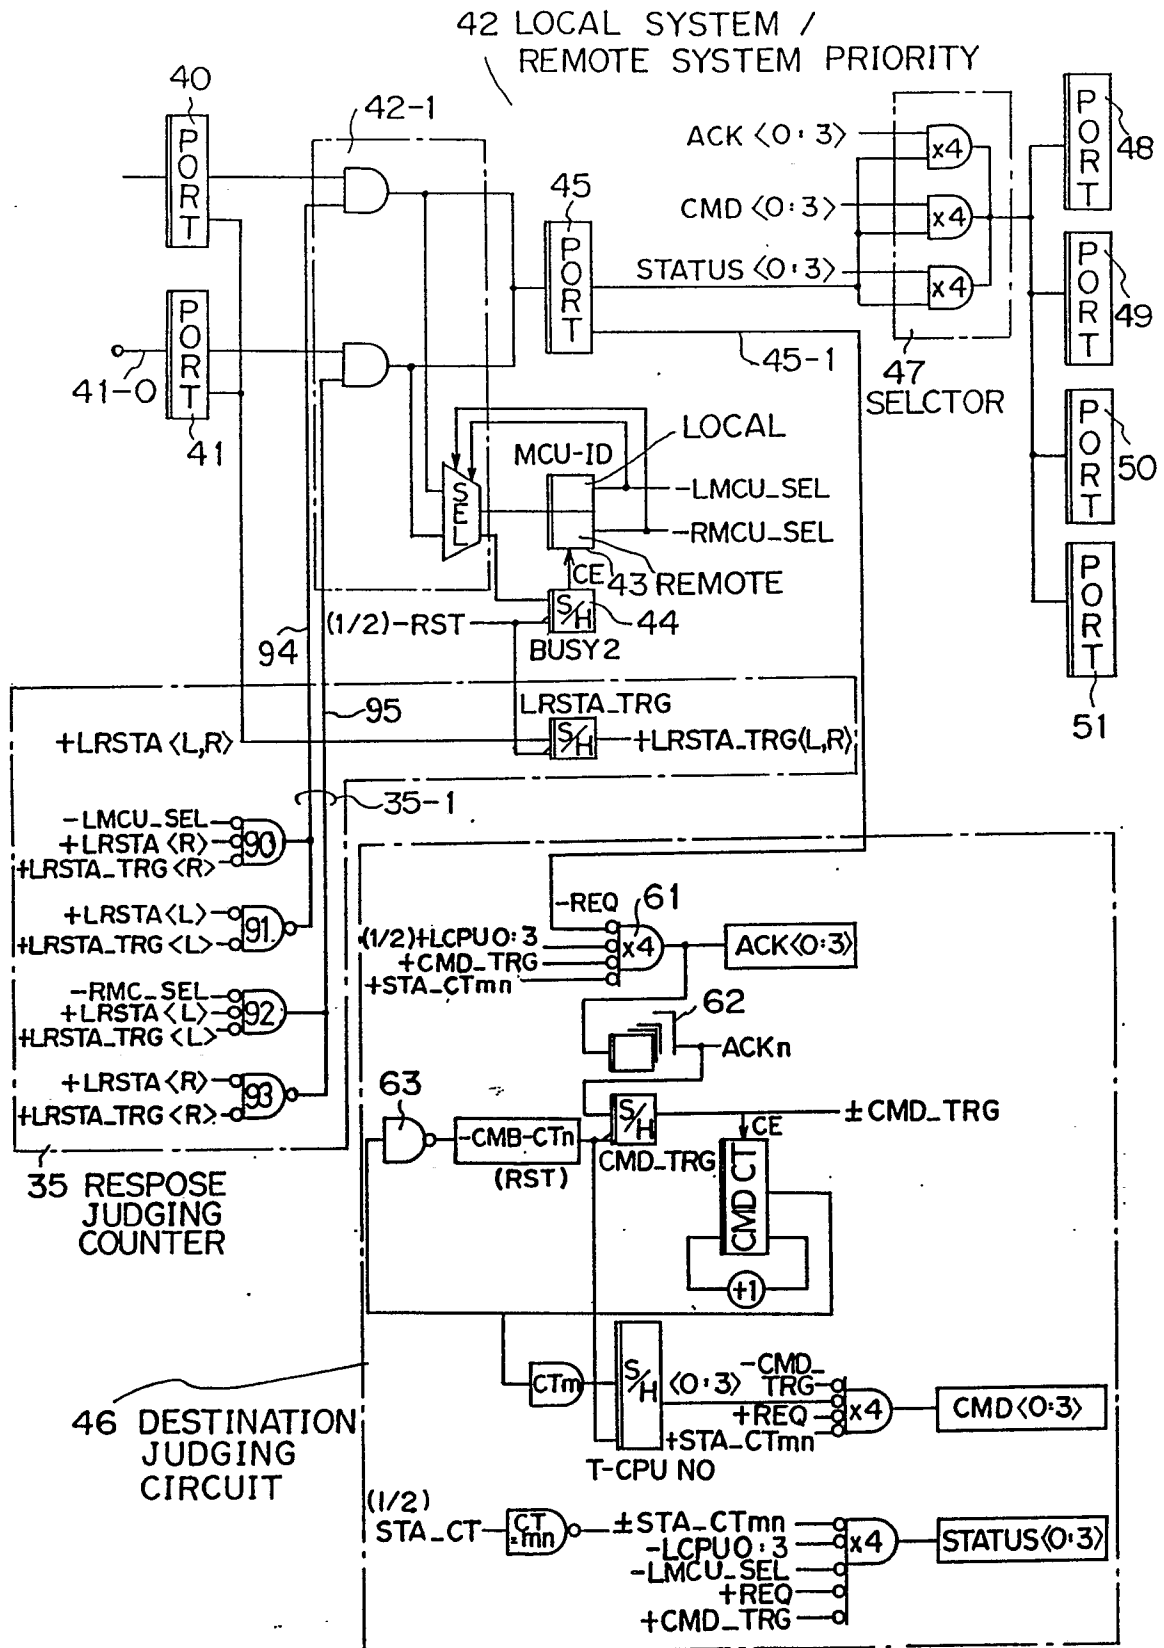 42 LOCAL SYSTEM /
REMOTE SYSTEM PRIORITY
40
PORT
42-1
ACK <0:3>
x4
PORT
48
45
PORT
CMD <0:3>
x4
STATUS <0:3>
x4
PORT
49
41-0
PORT
41
45-1
47
SELCTOR
LOCAL
MCU-ID
SEL
-LMCU_SEL
-RMCU_SEL
PORT
50
CE
43
REMOTE
(1/2)-RST
S/H
44
BUSY2
PORT
51
94
95
LRSTA_TRG
+LRSTA<L,R>
S/H
+LRSTA_TRG<L,R>
35-1
-LMCU_SEL
+LRSTA<R>
+LRSTA_TRG<R>
90
+LRSTA<L>
+LRSTA_TRG<L>
91
-RMC_SEL
+LRSTA<L>
+LRSTA_TRG<L>
92
+LRSTA<R>
+LRSTA_TRG<R>
93
35 RESPOSE
JUDGING
COUNTER
-REQ
61
(1/2)+LCPU0:3
+CMD_TRG
+STA_CTmn
x4
ACK<0:3>
62
ACKn
63
-CMB-CTn
(RST)
S/H
CMD_TRG
±CMD_TRG
CE
CMD CT
+1
46 DESTINATION
JUDGING
CIRCUIT
CTm
S/H
<0:3>
T-CPU NO
-CMD_
TRG
+REQ
+STA_CTmn
x4
CMD<0:3>
(1/2)
STA_CT
CT
=mn
±STA_CTmn
-LCPU0:3
-LMCU_SEL
+REQ
+CMD_TRG
x4
STATUS<0:3>